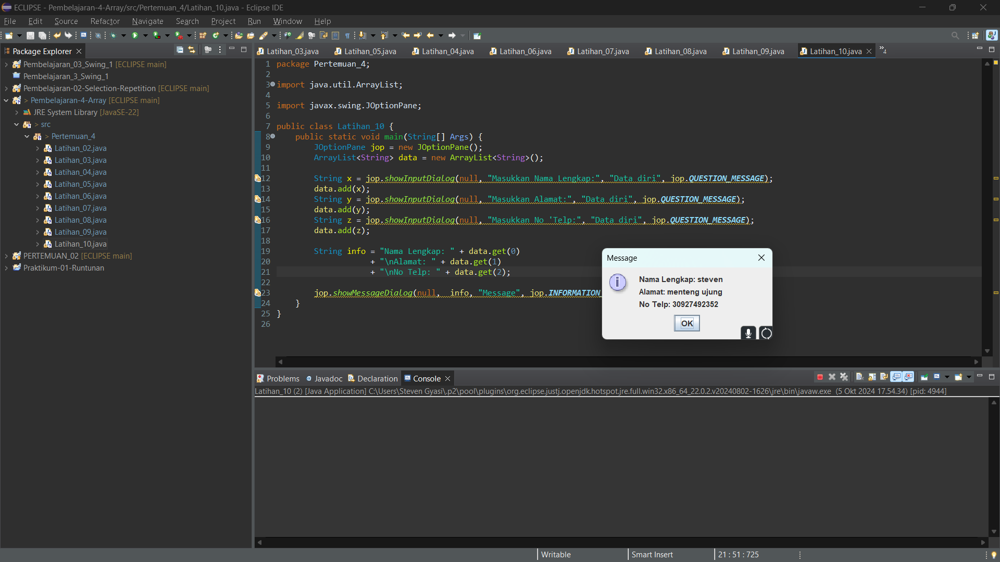 ECLIPSE - Pembelajaran-4-Array/src/Pertemuan_4/Latihan_10.java - Eclipse IDE
File Edit Source Refactor Navigate Search Project Run Window Help
Package Explorer
Pembelajaran_03_Swing_1 [ECLIPSE main]
Pembelajaran_3_Swing_1
Pembelajaran-02-Selection-Repetition [ECLIPSE main]
> Pembelajaran-4-Array [ECLIPSE main]
JRE System Library [JavaSE-22]
> src
> Pertemuan_4
Latihan_02.java
Latihan_03.java
Latihan_04.java
Latihan_05.java
Latihan_06.java
Latihan_07.java
Latihan_08.java
Latihan_09.java
Latihan_10.java
PERTEMUAN_02 [ECLIPSE main]
Praktikum-01-Runtunan
Latihan_03.java Latihan_05.java Latihan_04.java Latihan_06.java Latihan_07.java Latihan_08.java Latihan_09.java Latihan_10.java »4
1 package Pertemuan_4;
2
3 import java.util.ArrayList;
4
5 import javax.swing.JOptionPane;
6
7 public class Latihan_10 {
8 public static void main(String[] Args) {
9 JOptionPane jop = new JOptionPane();
10 ArrayList<String> data = new ArrayList<String>();
11
12 String x = jop.showInputDialog(null, "Masukkan Nama Lengkap:", "Data diri", jop.QUESTION_MESSAGE);
13 data.add(x);
14 String y = jop.showInputDialog(null, "Masukkan Alamat:", "Data diri", jop.QUESTION_MESSAGE);
15 data.add(y);
16 String z = jop.showInputDialog(null, "Masukkan No 'Telp:", "Data diri", jop.QUESTION_MESSAGE);
17 data.add(z);
18
19 String info = "Nama Lengkap: " + data.get(0)
20 + "\nAlamat: " + data.get(1)
21 + "\nNo Telp: " + data.get(2);
22
23 jop.showMessageDialog(null, info, "Message", jop.INFORMATION_
24 }
25 }
26
Message
Nama Lengkap: steven
Alamat: menteng ujung
No Telp: 30927492352
OK
Problems Javadoc Declaration Console
Latihan_10 (2) [Java Application] C:\Users\Steven Gyasi\.p2\pool\plugins\org.eclipse.justj.openjdk.hotspot.jre.full.win32.x86_64_22.0.2.v20240802-1626\jre\bin\javaw.exe (5 Okt 2024 17.54.34) [pid: 4944]
Writable Smart Insert 21 : 51 : 725